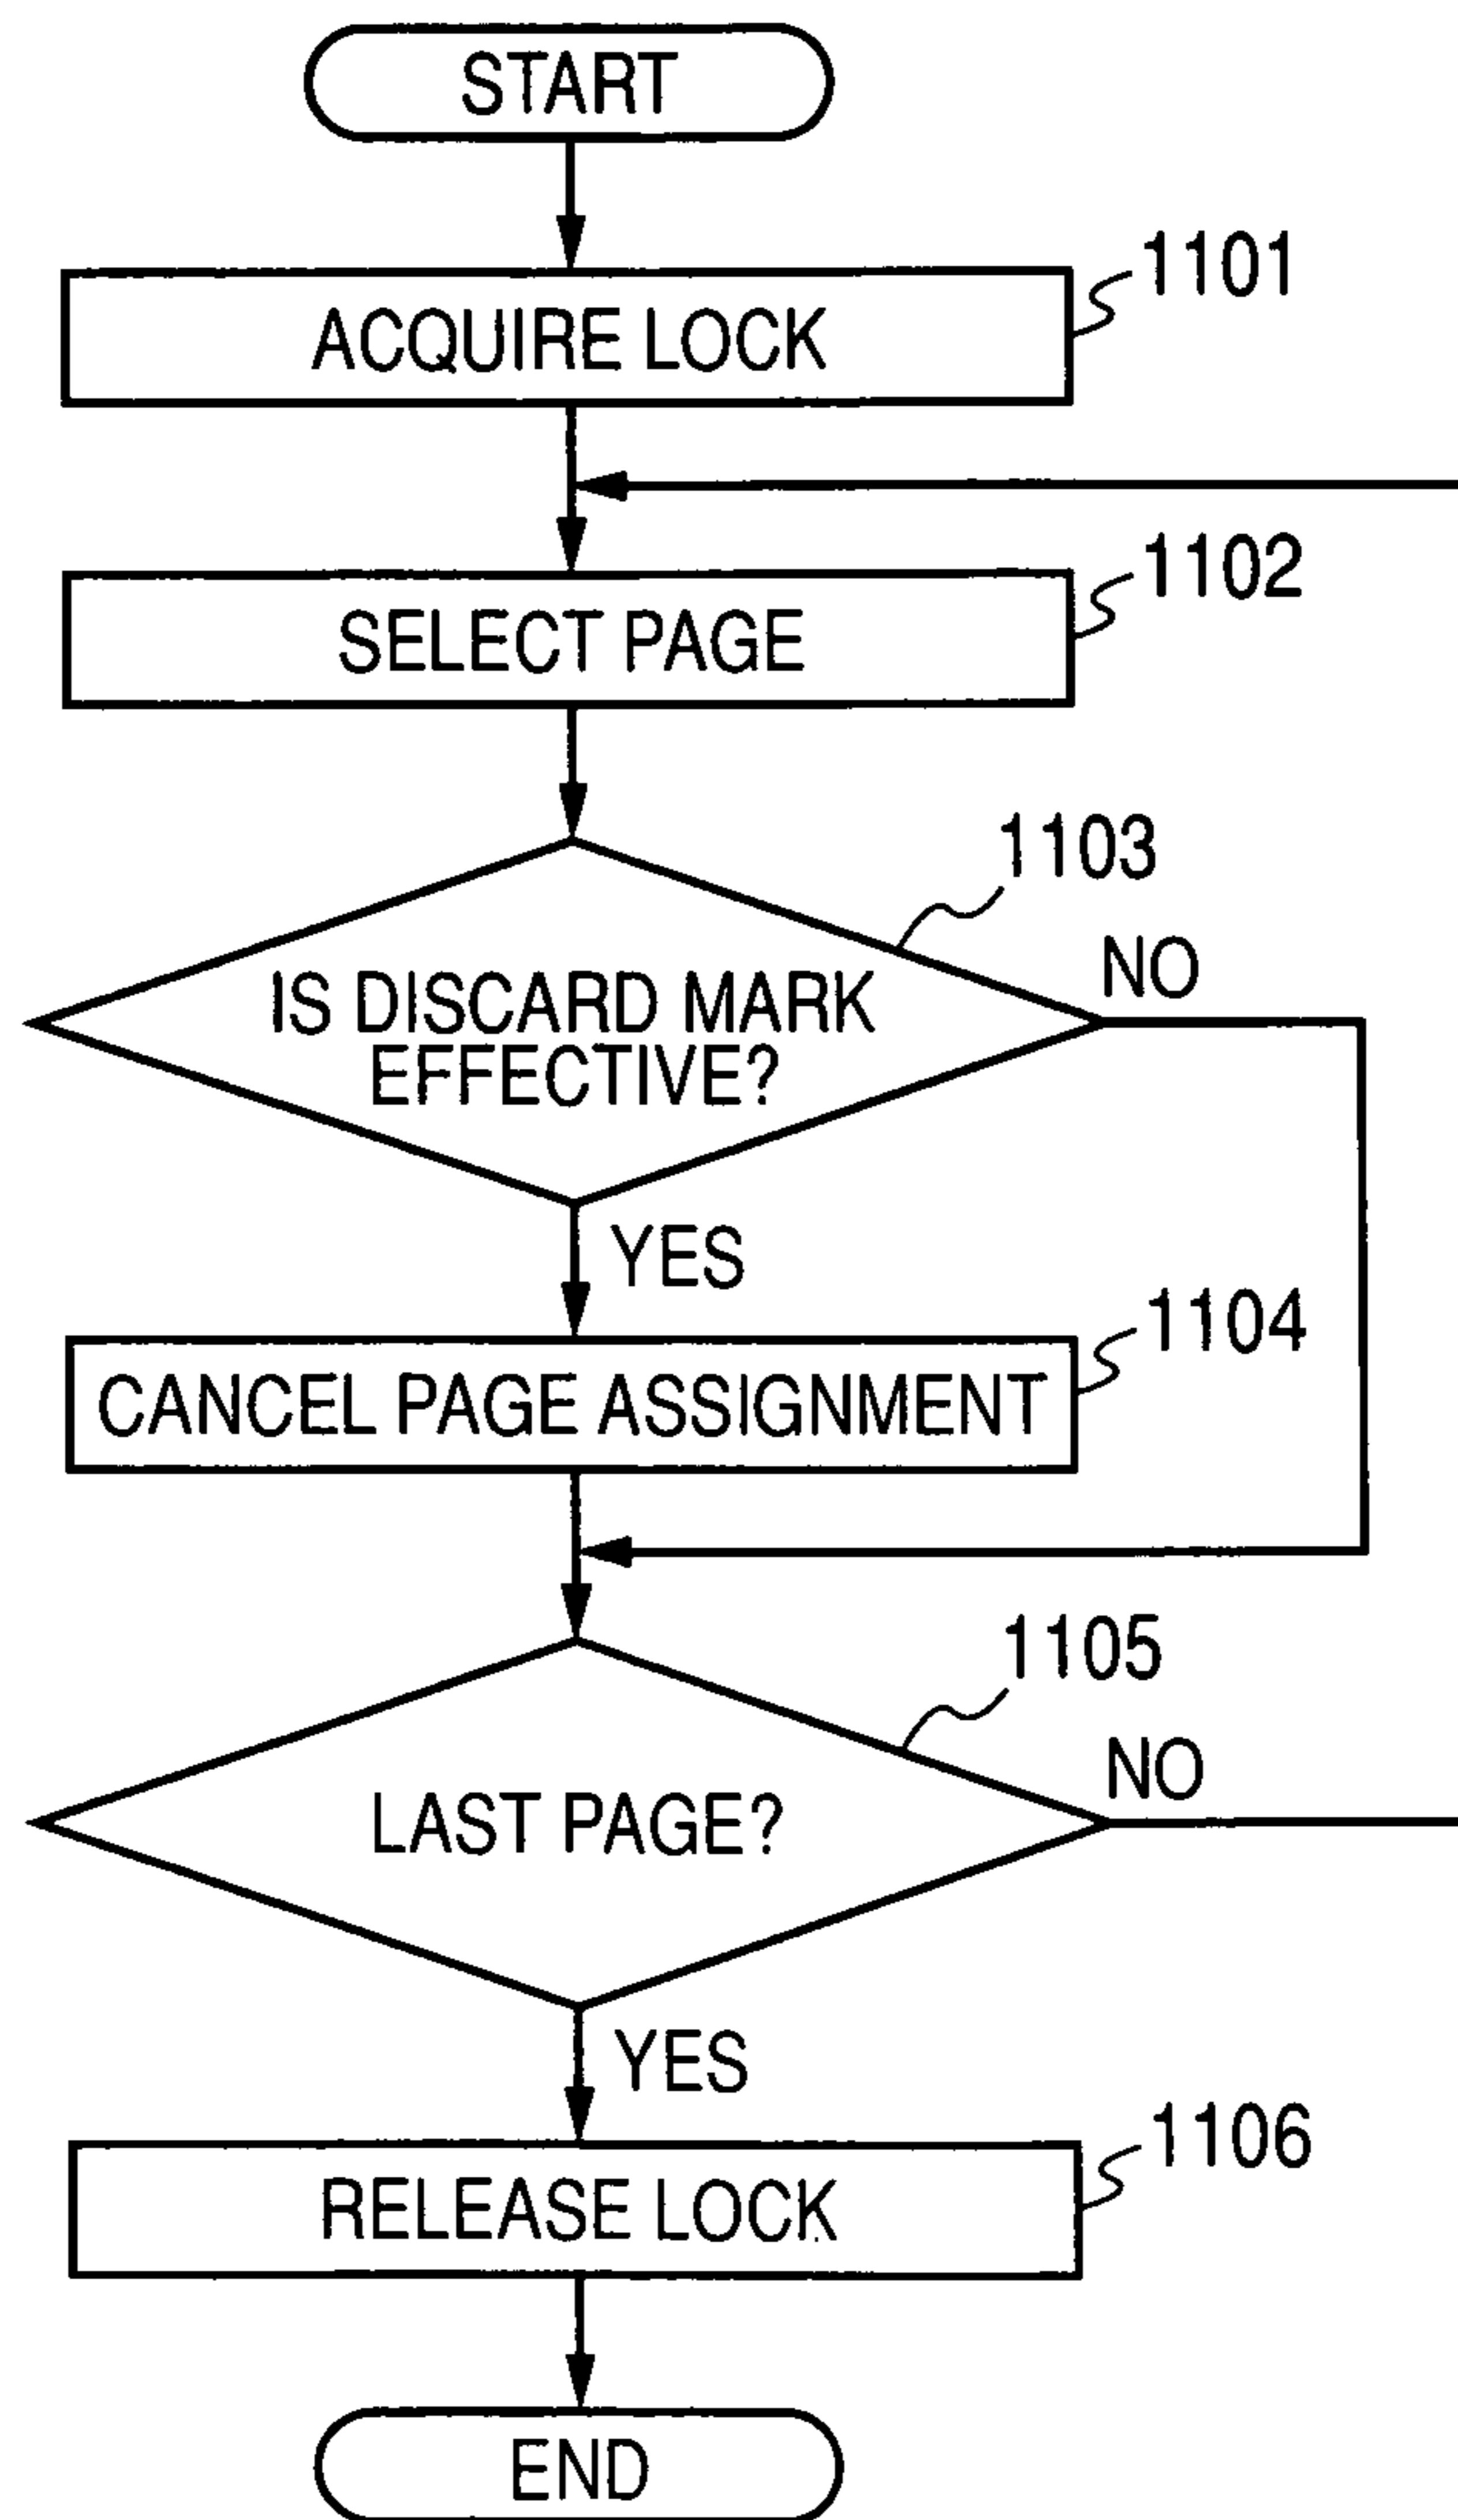 START
1101
ACQUIRE LOCK
1102
SELECT PAGE
1103
NO
IS DISCARD MARK
EFFECTIVE?
YES
1104
CANCEL PAGE ASSIGNMENT
1105
NO
LAST PAGE?
YES
1106
RELEASE LOCK
END